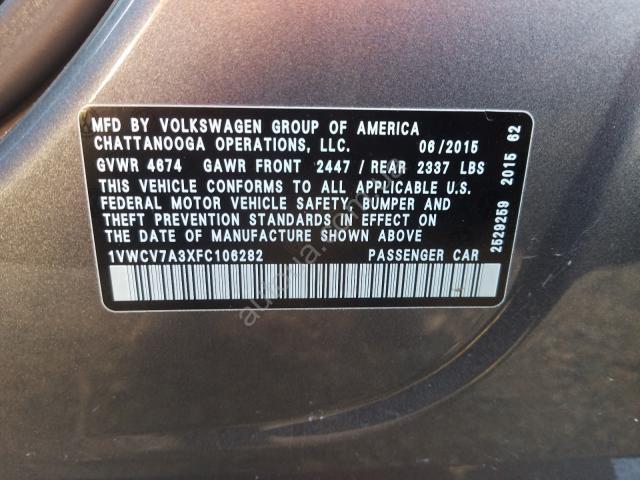 MFD BY VOLKSWAGEN GROUP OF AMERICA
CHATTANOOGA OPERATIONS, LLC. 06/2015
GVWR 4674 GAWR FRONT 2447 / REAR 2337 LBS
THIS VEHICLE CONFORMS TO ALL APPLICABLE U.S.
FEDERAL MOTOR VEHICLE SAFETY, BUMPER AND
THEFT PREVENTION STANDARDS IN EFFECT ON
THE DATE OF MANUFACTURE SHOWN ABOVE
1VWCV7A3XFC106282 PASSENGER CAR
2529259 2015 62